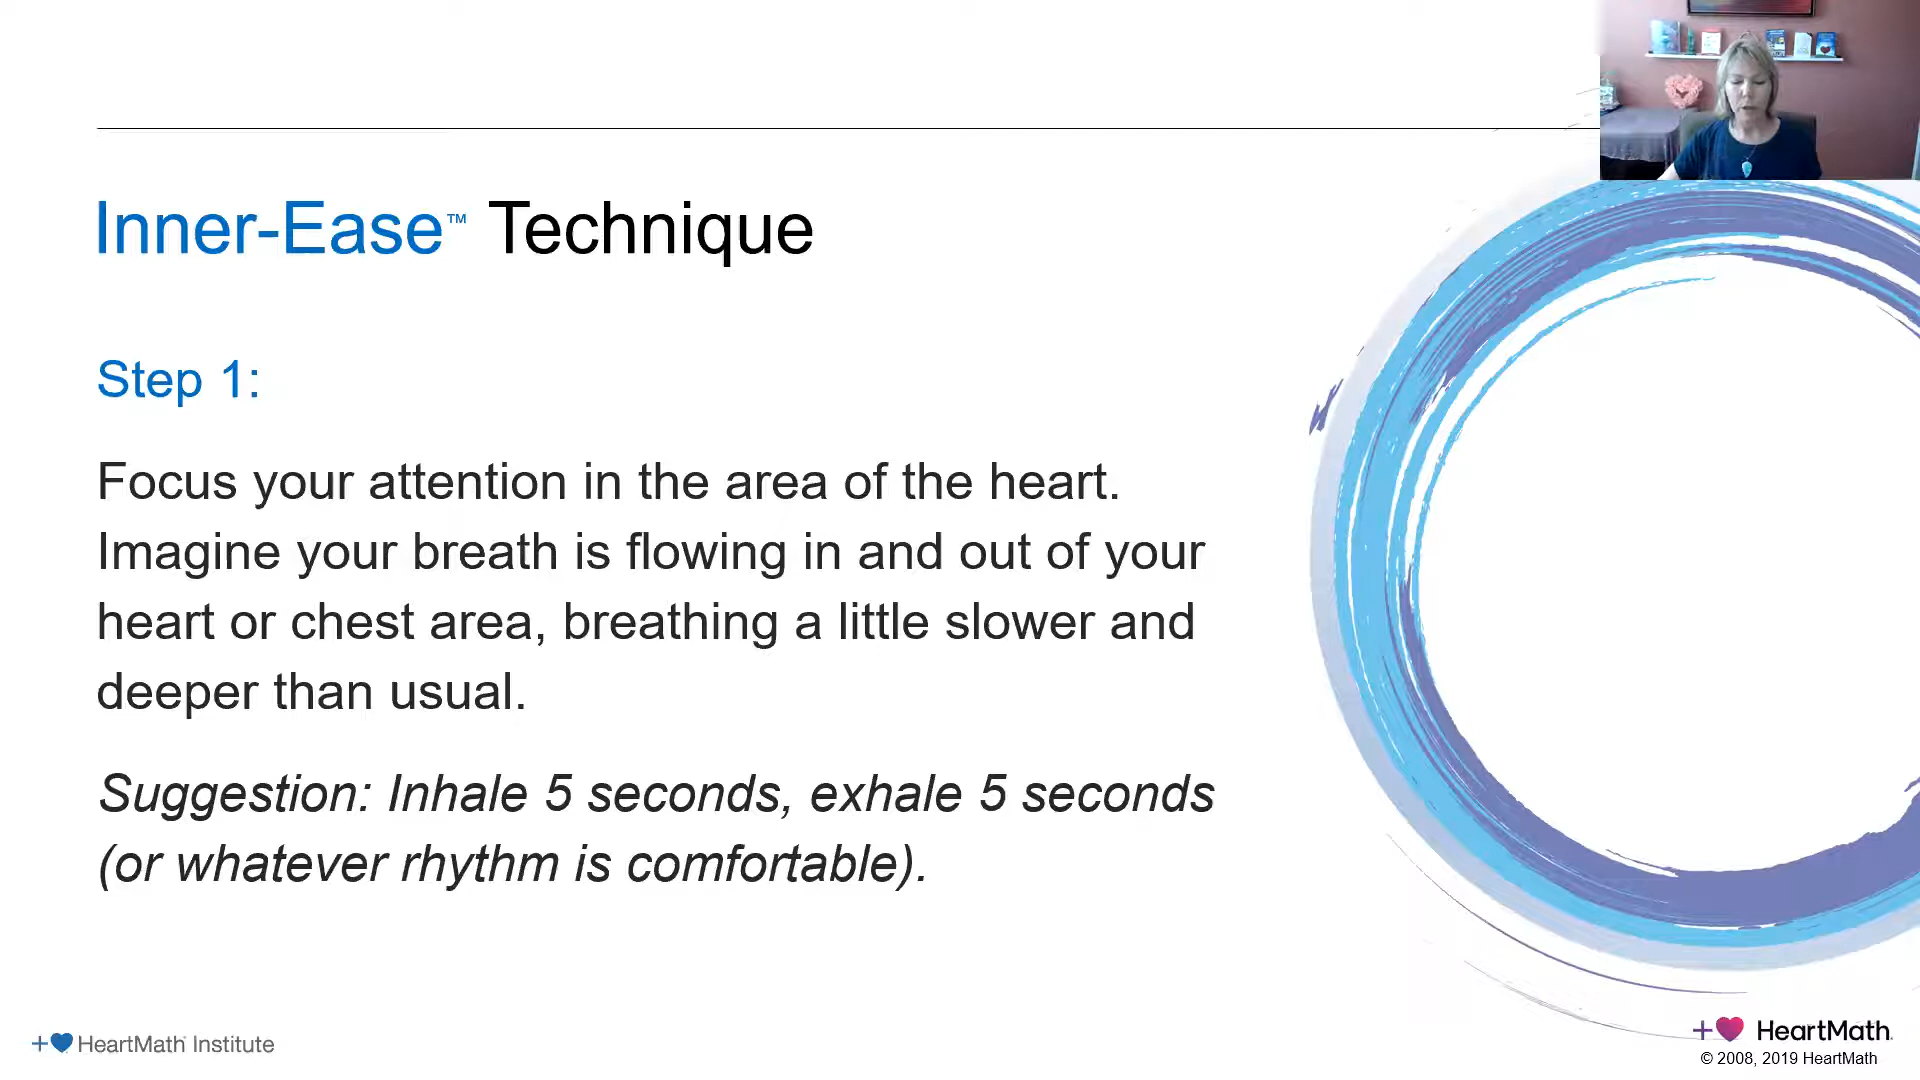 Inner-Ease™ Technique
Step 1:
Focus your attention in the area of the heart.
Imagine your breath is flowing in and out of your
heart or chest area, breathing a little slower and
deeper than usual.
Suggestion: Inhale 5 seconds, exhale 5 seconds
(or whatever rhythm is comfortable).
HeartMath Institute
HeartMath
© 2008, 2019 HeartMath